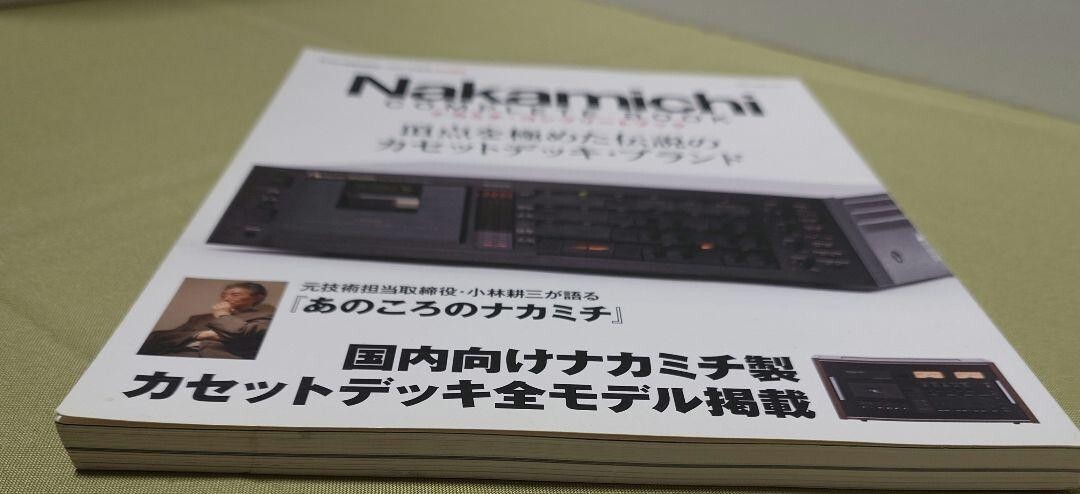 Nakamichi
COMPLETE BOOK
頂点を極めた伝説の
カセットデッキ・ブランド
元技術担当取締役・小林耕三が語る
『あのころのナカミチ』
国内向けナカミチ製
カセットデッキ全モデル掲載